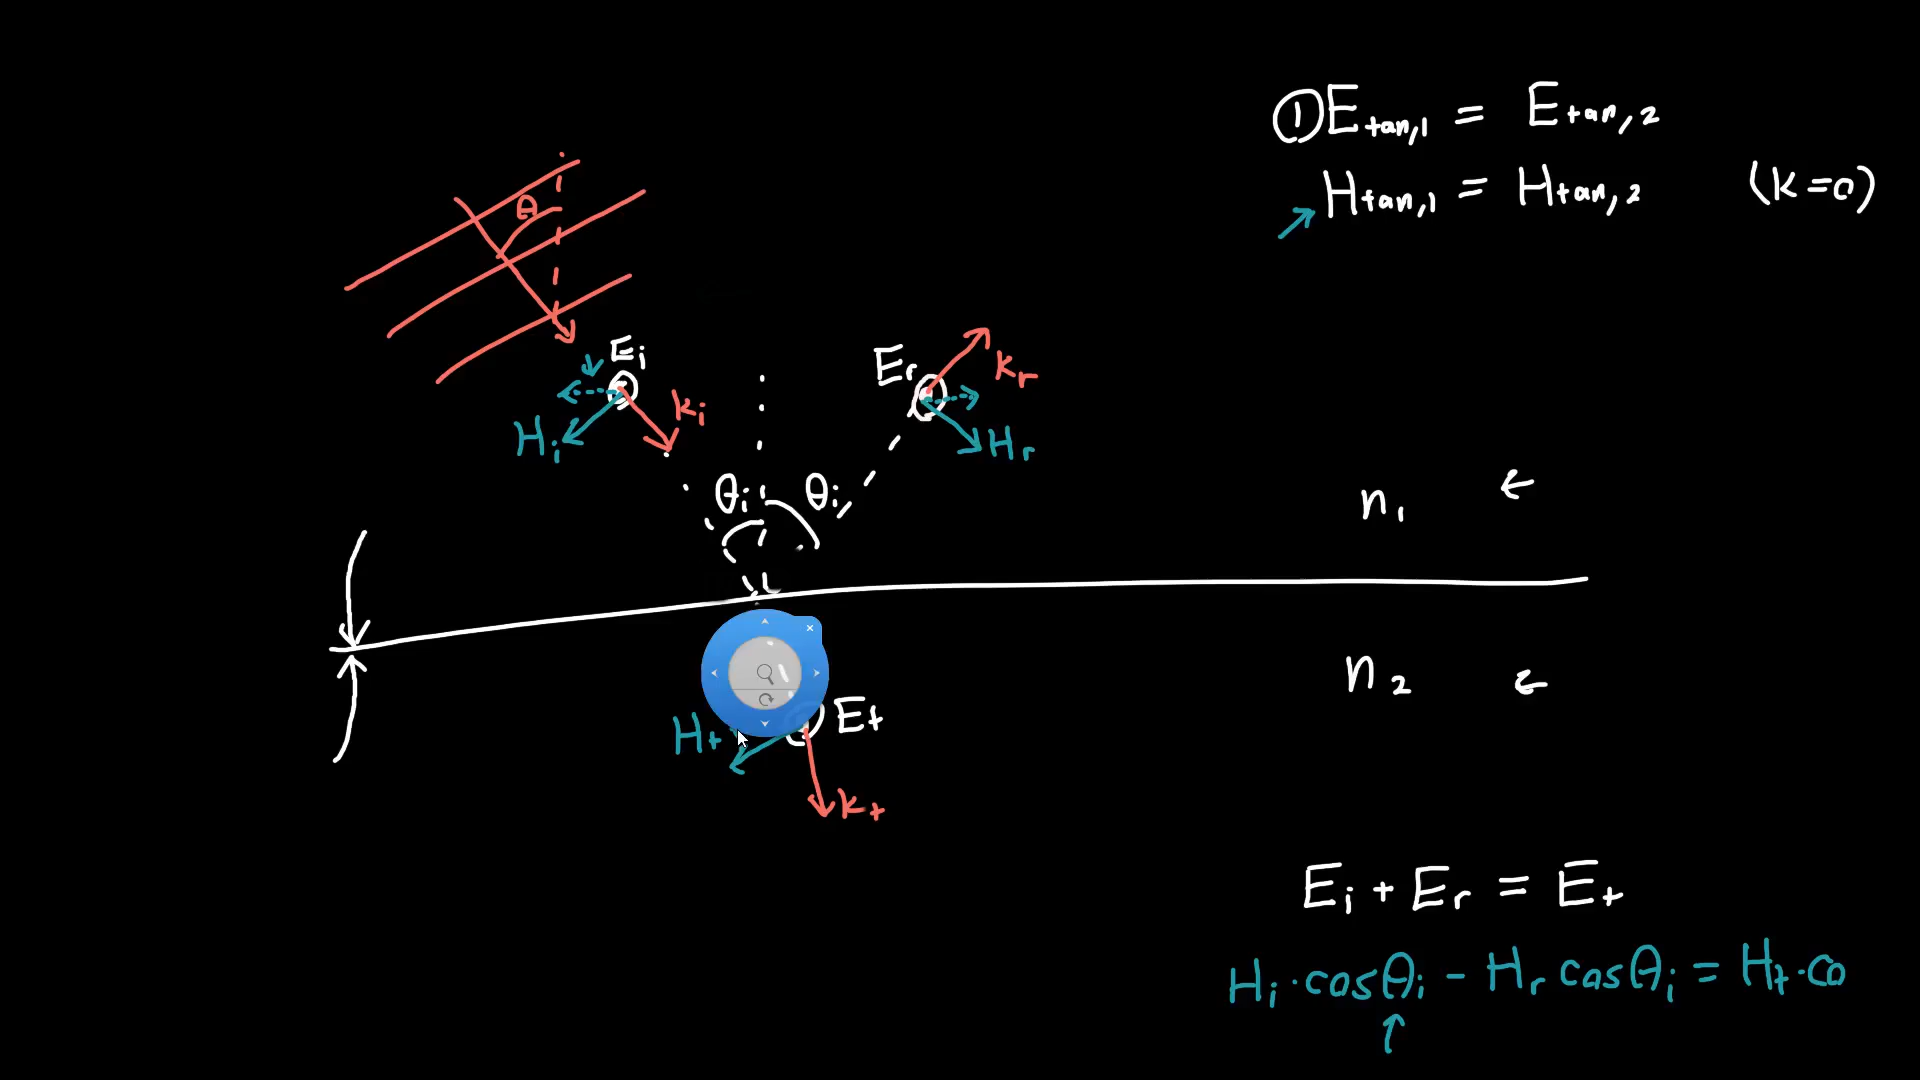 ① E_tan,1 = E_tan,2
H_tan,1 = H_tan,2 (K=0)
θ
E_i
E_r
k_r
k_i
H_i
H_r
θ_i θ_i
n_1
n_2
E_t
H_t
k_t
E_i + E_r = E_t
H_i · cosθ_i - H_r cosθ_i = H_t · co